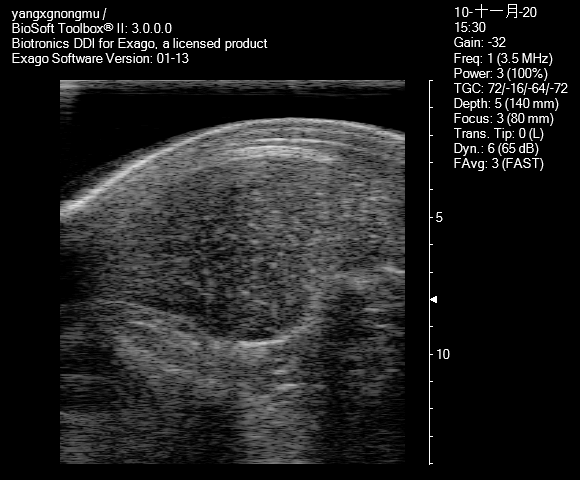 yangxgnongmu /
BioSoft Toolbox® II: 3.0.0.0
Biotronics DDI for Exago, a licensed product
Exago Software Version: 01-13
10-十一月-20
15:30
Gain: -32
Freq: 1 (3.5 MHz)
Power: 3 (100%)
TGC: 72/-16/-64/-72
Depth: 5 (140 mm)
Focus: 3 (80 mm)
Trans. Tip: 0 (L)
Dyn.: 6 (65 dB)
FAvg: 3 (FAST)
5
10